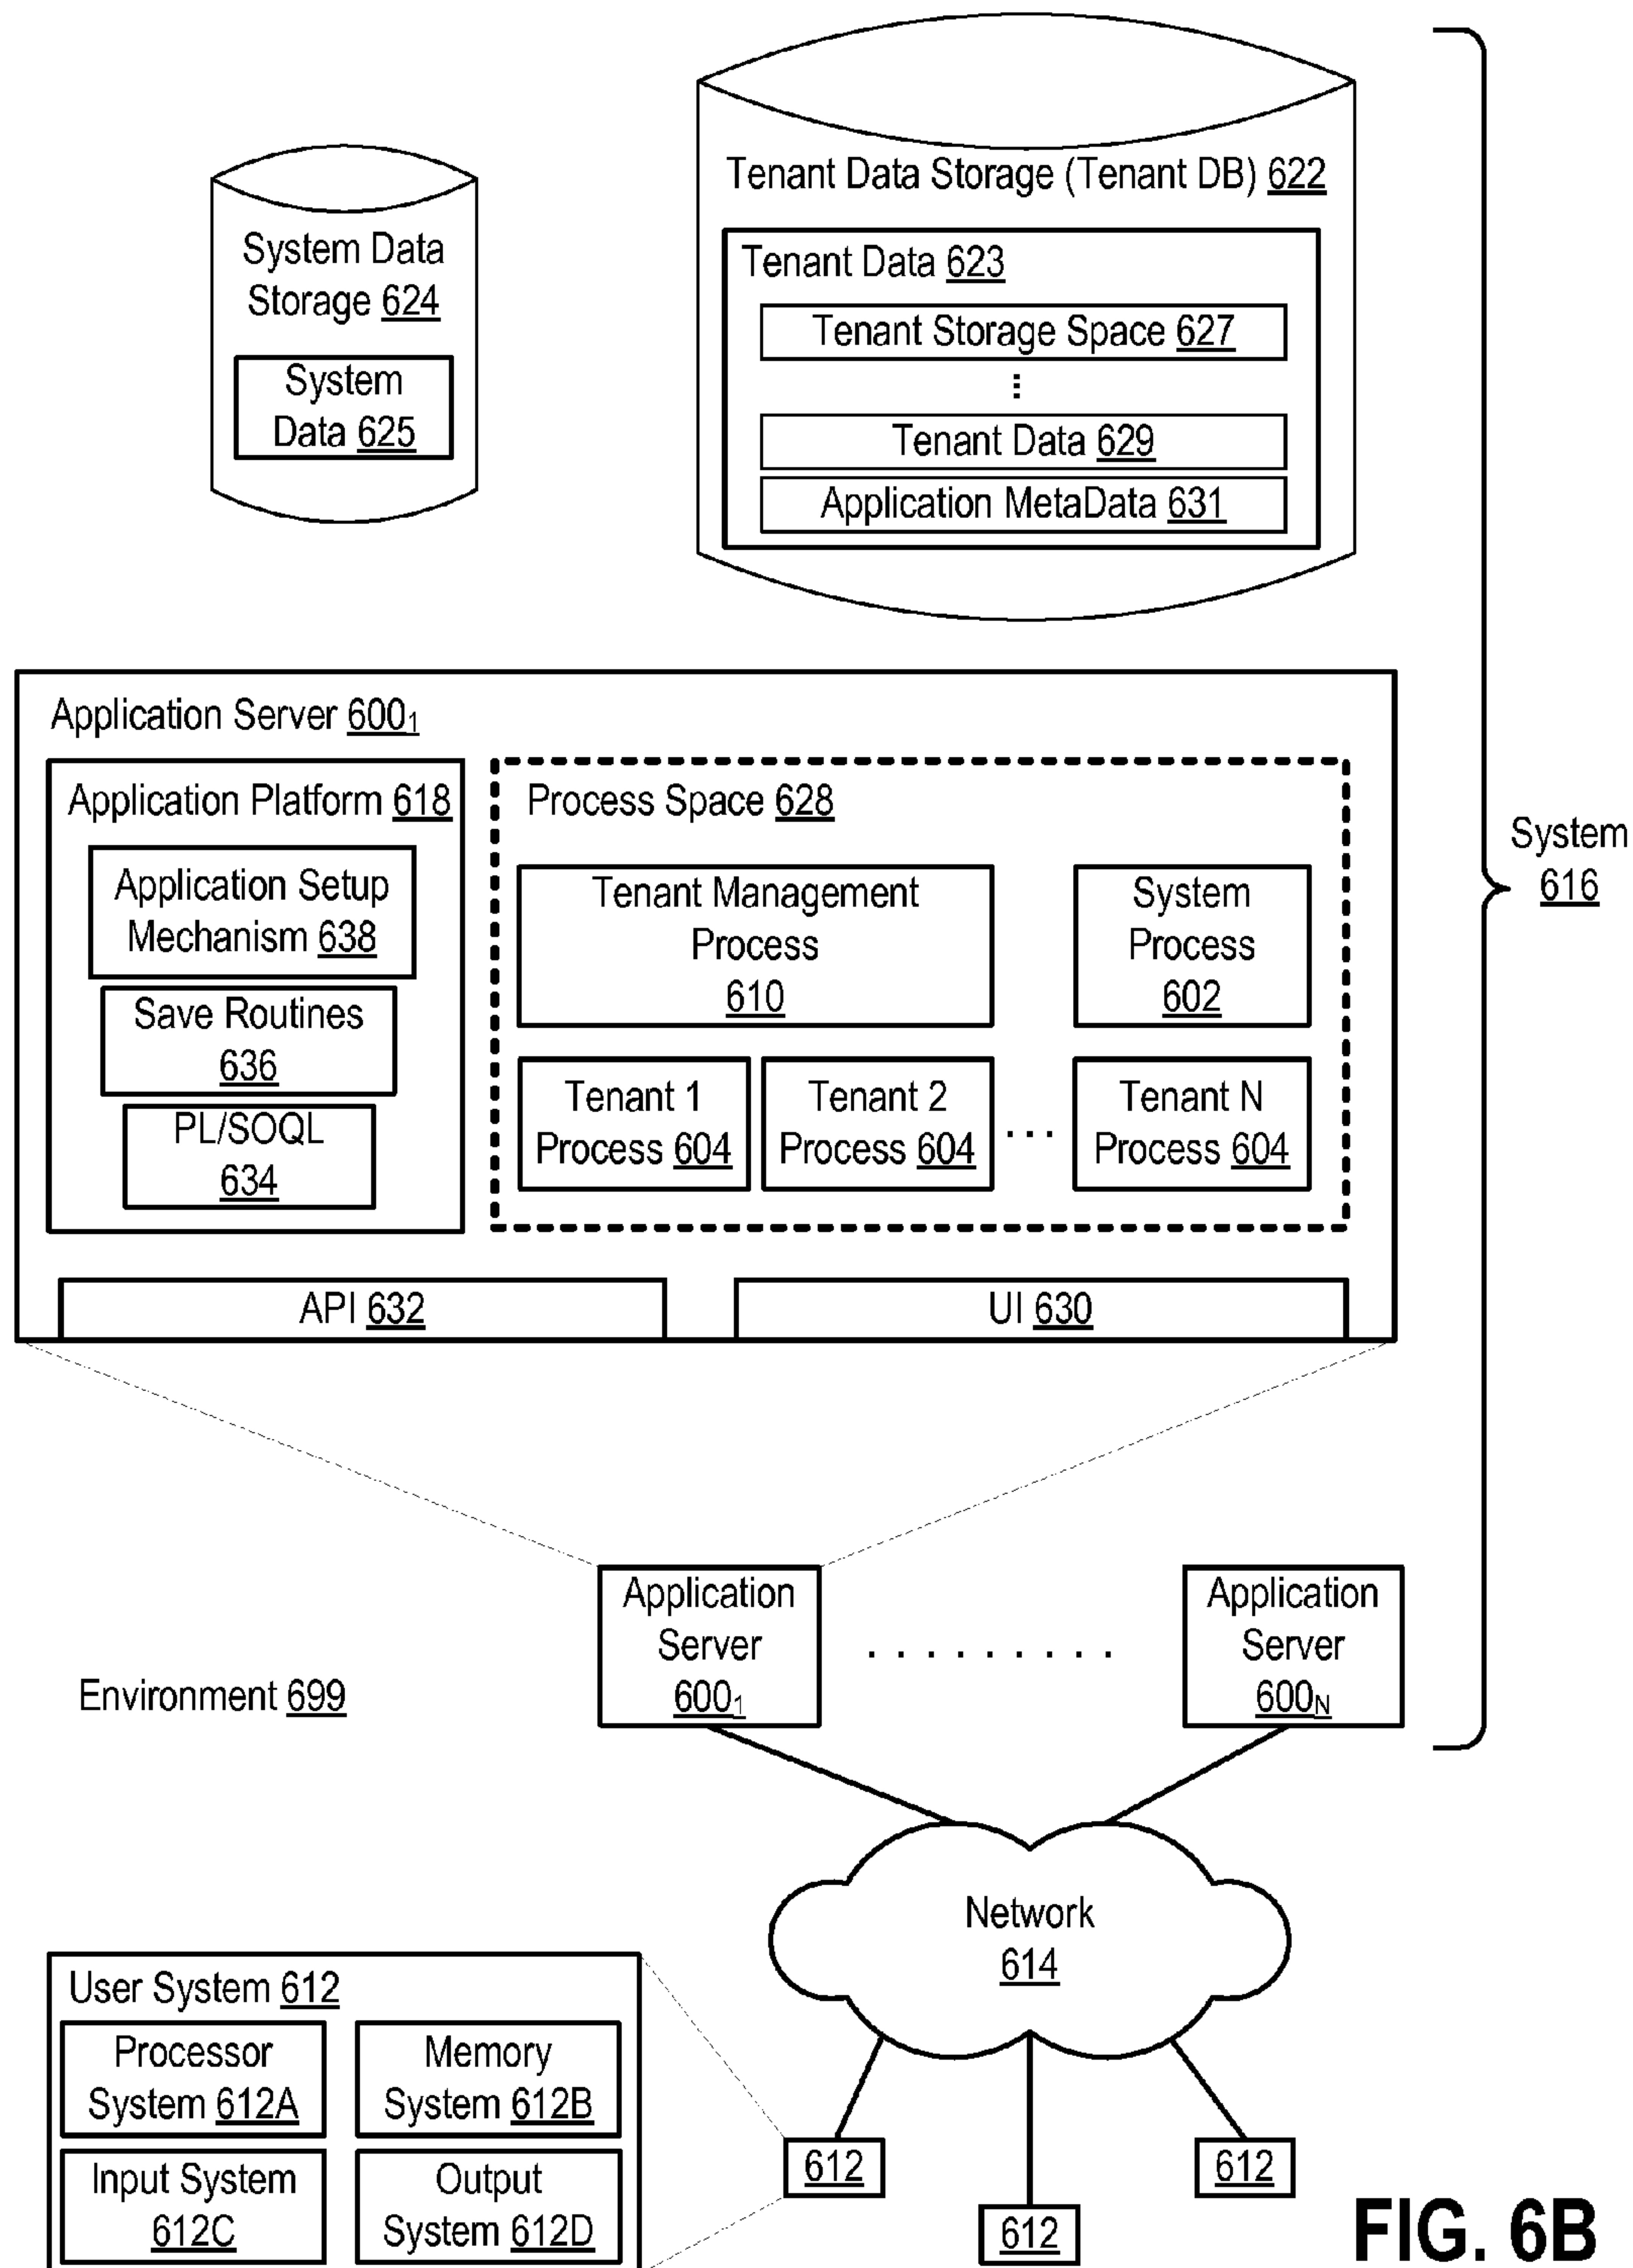 Tenant Data Storage (Tenant DB) 622
System Data
Storage 624
System
Data 625
Tenant Data 623
Tenant Storage Space 627
⋮
Tenant Data 629
Application MetaData 631
Application Server 600₁
Application Platform 618
Application Setup
Mechanism 638
Save Routines
636
PL/SOQL
634
Process Space 628
Tenant Management
Process
610
System
Process
602
Tenant 1
Process 604
Tenant 2
Process 604
...
Tenant N
Process 604
API 632
UI 630
System
616
Application
Server
600₁
.........
Application
Server
600N
Environment 699
Network
614
User System 612
Processor
System 612A
Memory
System 612B
Input System
612C
Output
System 612D
612
612
612
FIG. 6B